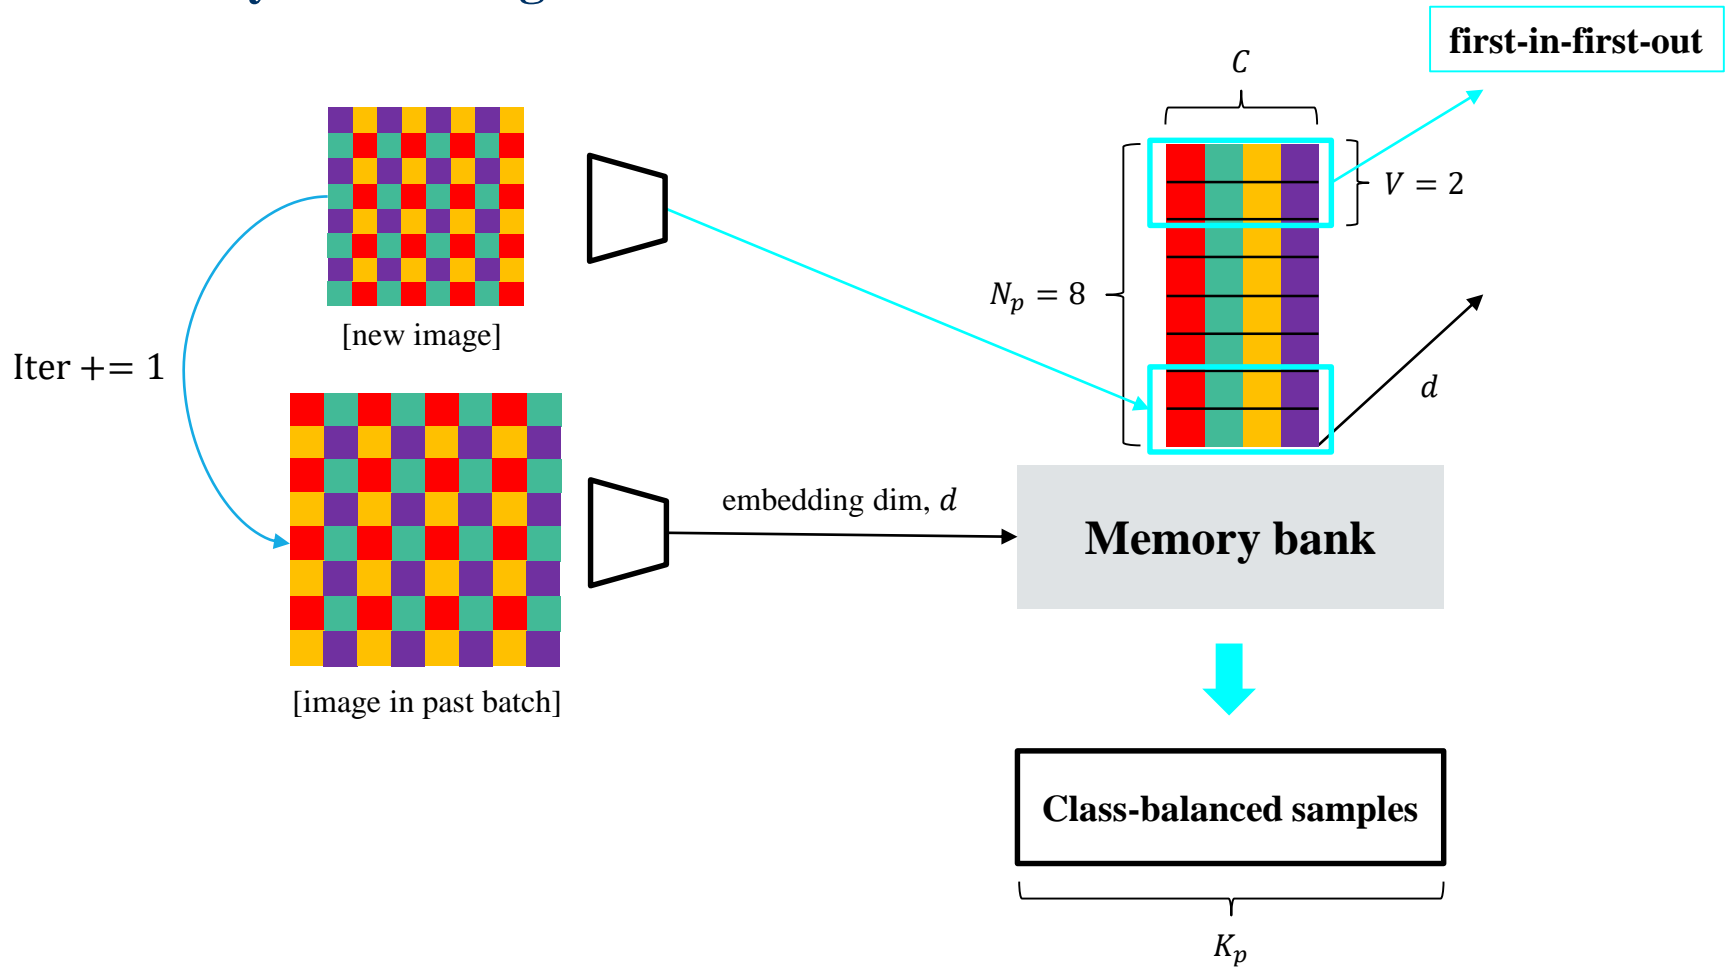 first-in-first-out
C
V = 2
N_p = 8
[new image]
Iter += 1
d
embedding dim, d
Memory bank
[image in past batch]
Class-balanced samples
K_p